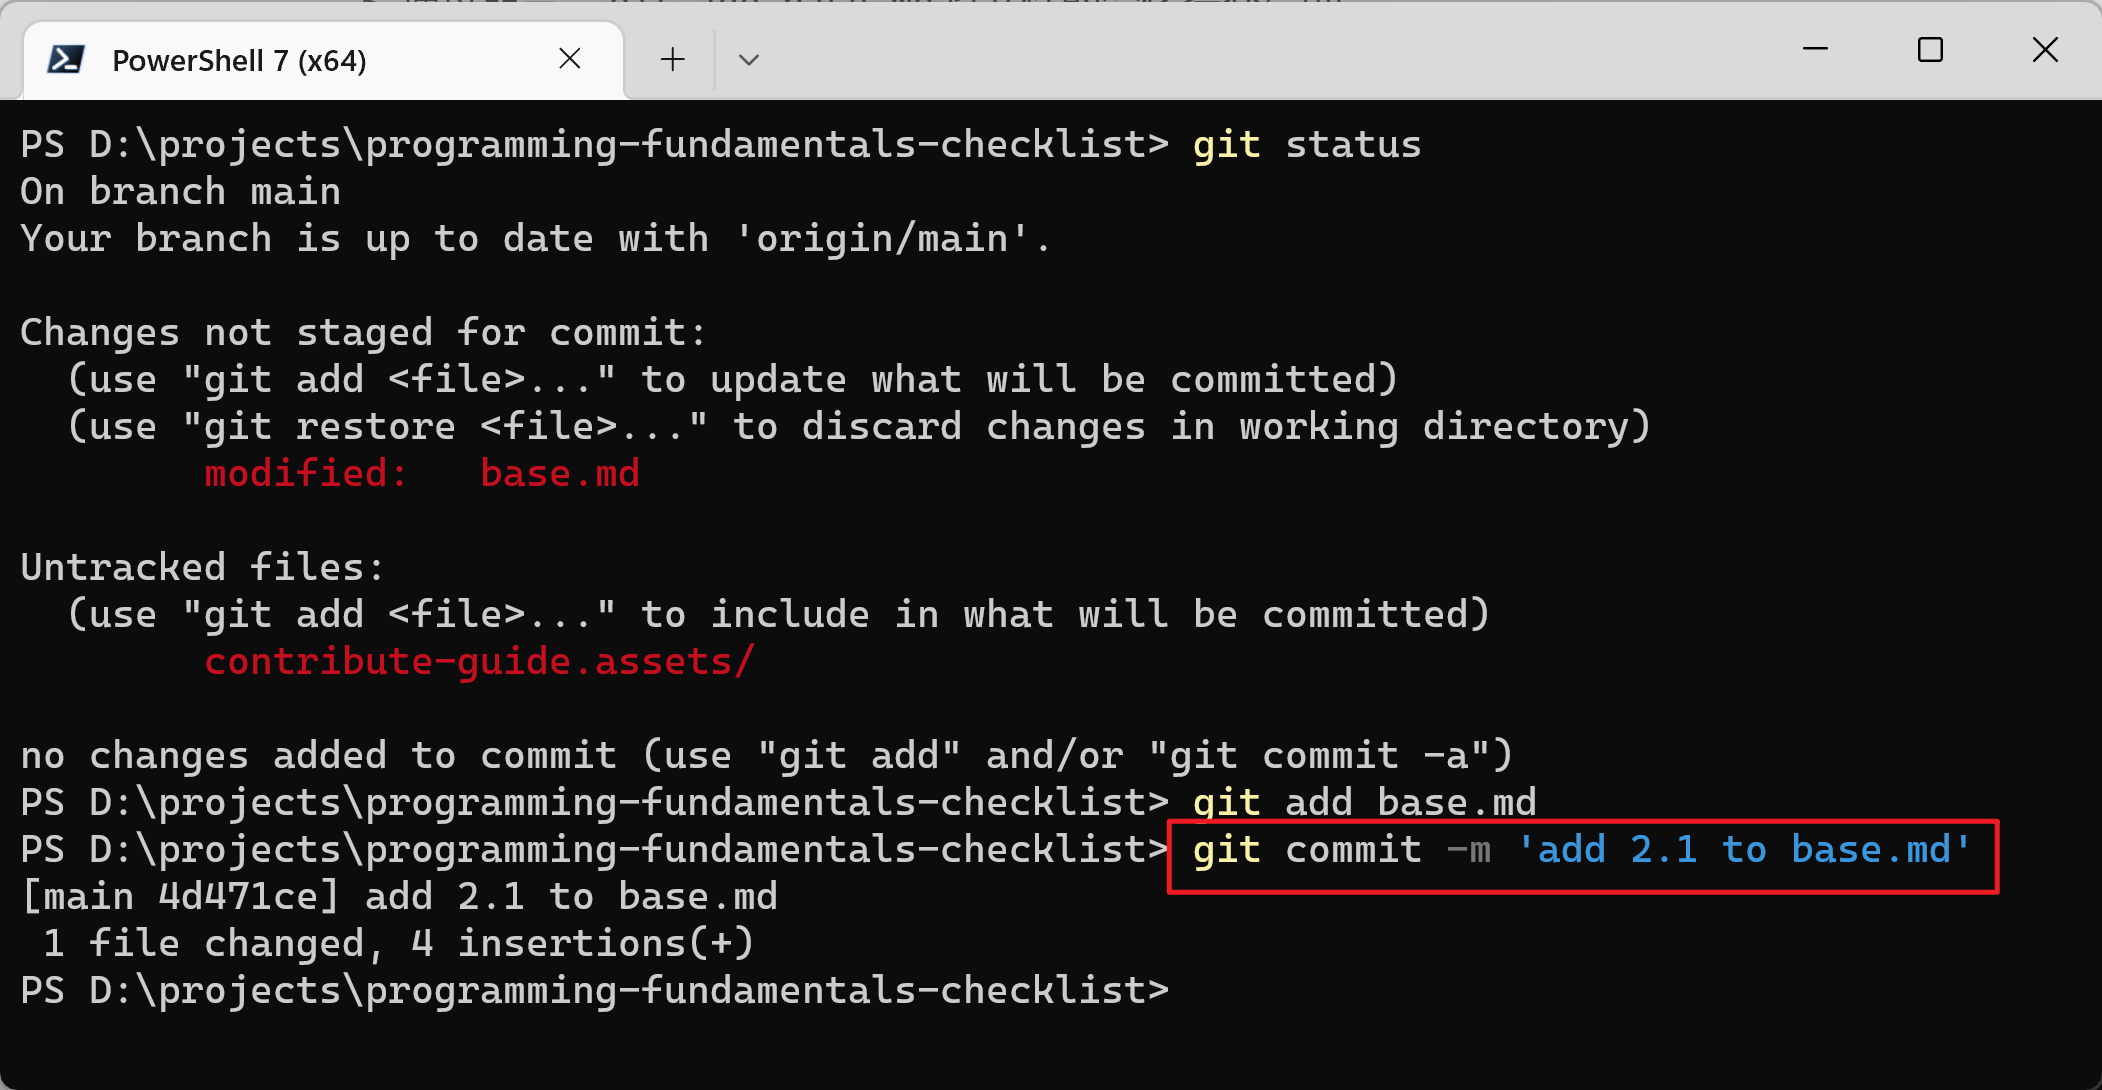 PowerShell 7 (x64)
PS D:\projects\programming-fundamentals-checklist> git status
On branch main
Your branch is up to date with 'origin/main'.
Changes not staged for commit:
  (use "git add <file>..." to update what will be committed)
  (use "git restore <file>..." to discard changes in working directory)
        modified:   base.md
Untracked files:
  (use "git add <file>..." to include in what will be committed)
        contribute-guide.assets/
no changes added to commit (use "git add" and/or "git commit -a")
PS D:\projects\programming-fundamentals-checklist> git add base.md
PS D:\projects\programming-fundamentals-checklist> git commit -m 'add 2.1 to base.md'
[main 4d471ce] add 2.1 to base.md
 1 file changed, 4 insertions(+)
PS D:\projects\programming-fundamentals-checklist>